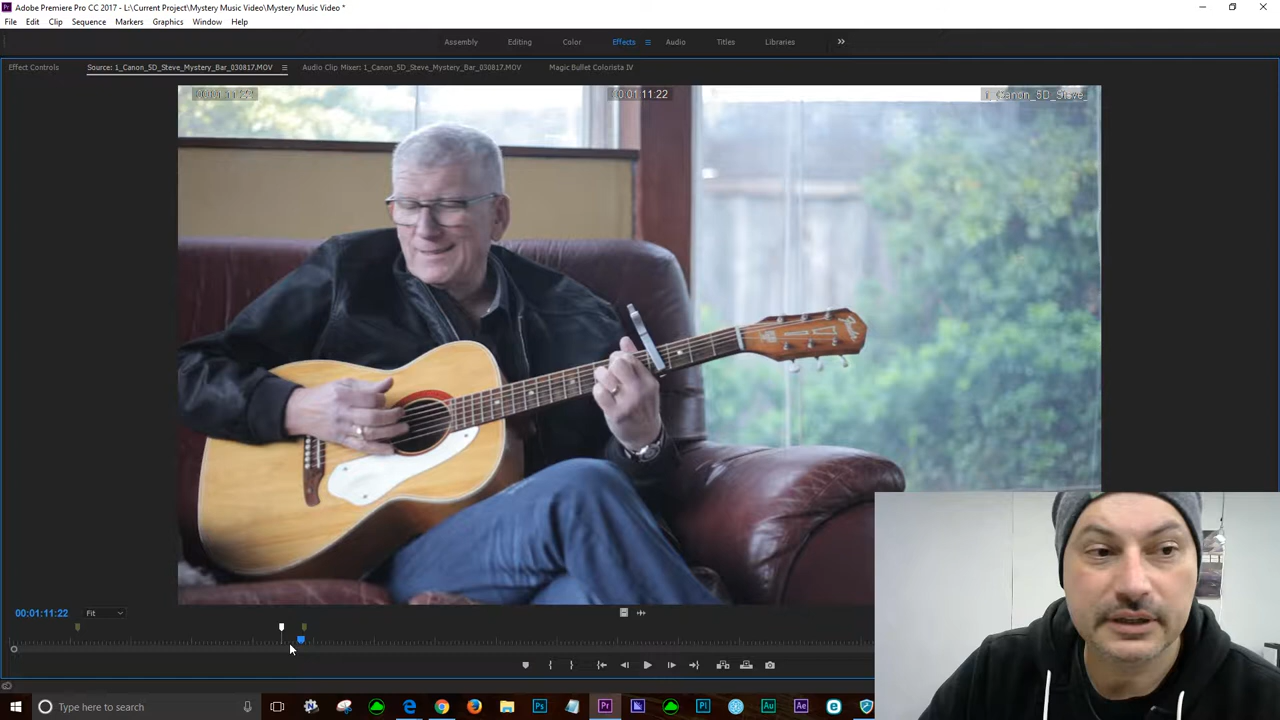 Adobe Premiere Pro CC 2017 - L:\Current Project\Mystery Music Video\Mystery Music Video *
File Edit Clip Sequence Markers Graphics Window Help
Assembly Editing Color Effects Audio Titles Libraries
Effect Controls Source: 1_Canon_5D_Steve_Mystery_Bar_030817.MOV Audio Clip Mixer: 1_Canon_5D_Steve_Mystery_Bar_030817.MOV Magic Bullet Colorista IV
00:01:11:22 1_Canon_5D_Steve
Fender
00:01:11:22 Fit
Type here to search